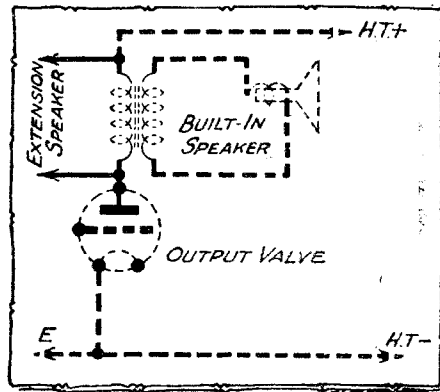 H.T.+
EXTENSION
SPEAKER
BUILT-IN
SPEAKER
OUTPUT VALVE
E
H.T.-